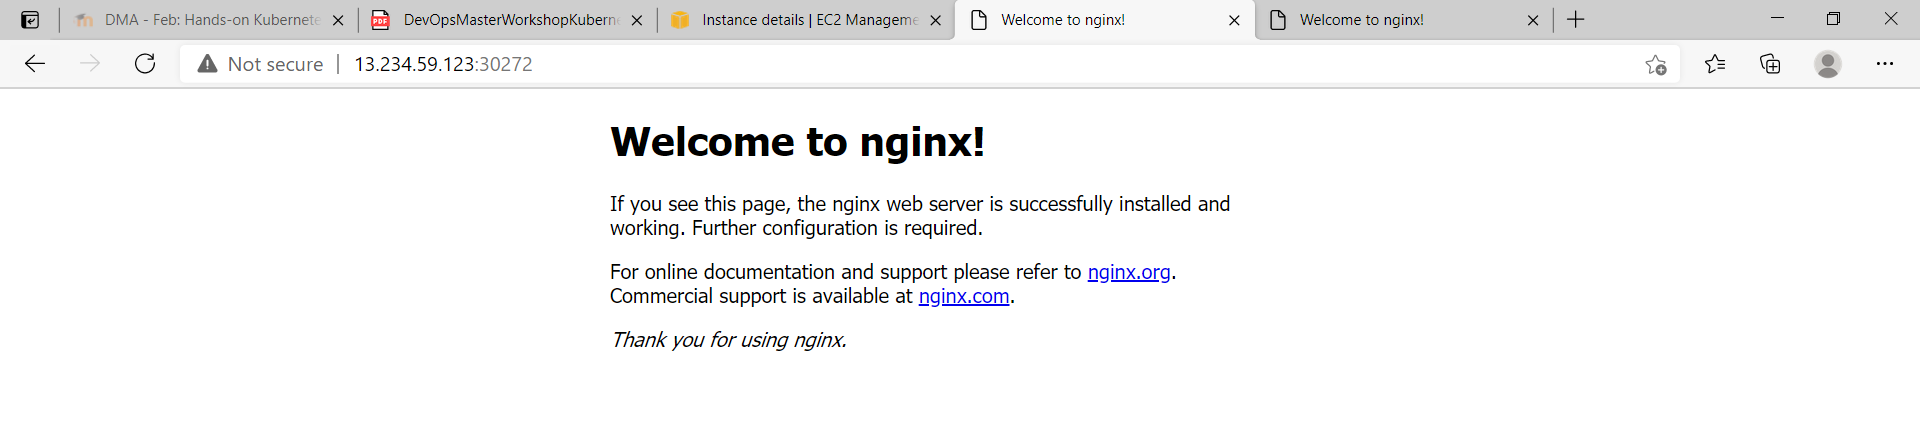 DMA - Feb: Hands-on Kubernete
DevOpsMasterWorkshopKubern
Instance details | EC2 Manageme
Welcome to nginx!
Welcome to nginx!
Not secure | 13.234.59.123:30272
Welcome to nginx!
If you see this page, the nginx web server is successfully installed and
working. Further configuration is required.
For online documentation and support please refer to nginx.org.
Commercial support is available at nginx.com.
Thank you for using nginx.